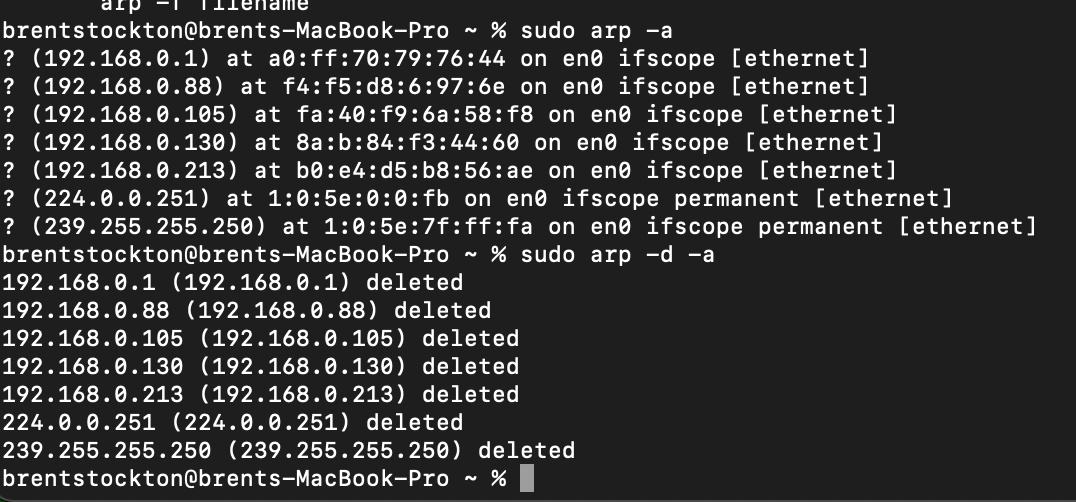 arp -f filename
brentstockton@brents-MacBook-Pro ~ % sudo arp -a
? (192.168.0.1) at a0:ff:70:79:76:44 on en0 ifscope [ethernet]
? (192.168.0.88) at f4:f5:d8:6:97:6e on en0 ifscope [ethernet]
? (192.168.0.105) at fa:40:f9:6a:58:f8 on en0 ifscope [ethernet]
? (192.168.0.130) at 8a:b:84:f3:44:60 on en0 ifscope [ethernet]
? (192.168.0.213) at b0:e4:d5:b8:56:ae on en0 ifscope [ethernet]
? (224.0.0.251) at 1:0:5e:0:0:fb on en0 ifscope permanent [ethernet]
? (239.255.255.250) at 1:0:5e:7f:ff:fa on en0 ifscope permanent [ethernet]
brentstockton@brents-MacBook-Pro ~ % sudo arp -d -a
192.168.0.1 (192.168.0.1) deleted
192.168.0.88 (192.168.0.88) deleted
192.168.0.105 (192.168.0.105) deleted
192.168.0.130 (192.168.0.130) deleted
192.168.0.213 (192.168.0.213) deleted
224.0.0.251 (224.0.0.251) deleted
239.255.255.250 (239.255.255.250) deleted
brentstockton@brents-MacBook-Pro ~ %